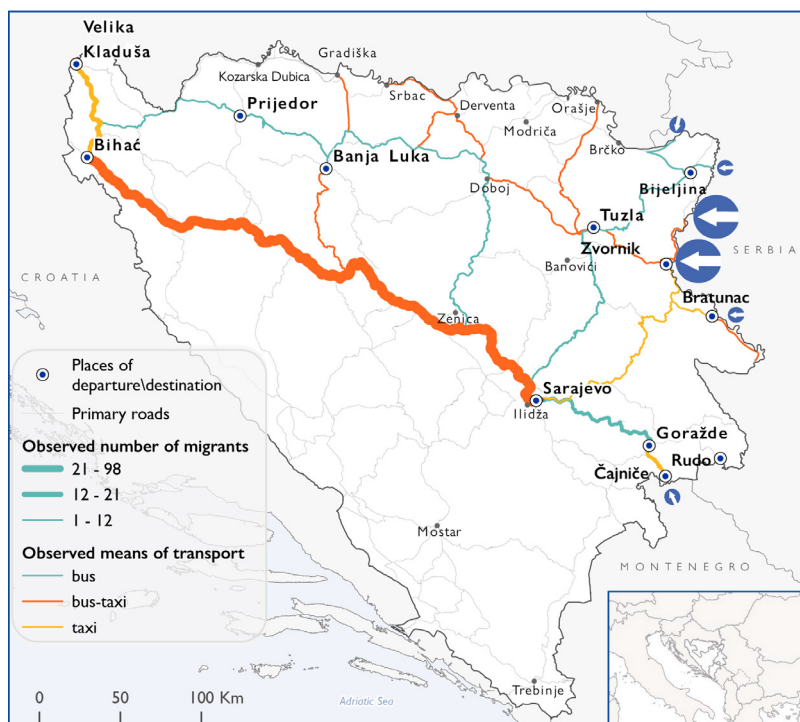 Velika
Kladuša
Gradiška
Kozarska Dubica
Srbac
Prijedor
Derventa
Orašje
Modriča
Brčko
Bihać
Banja Luka
Doboj
Bijeljina
Tuzla
Zvornik
SERBIA
Banovići
CROATIA
Bratunac
Zenica
Sarajevo
Ilidža
Goražde
Rudo
Čajniče
Mostar
MONTENEGRO
Trebinje
Adriatic Sea
Places of
departure\destination
Primary roads
Observed number of migrants
21 - 98
12 - 21
1 - 12
Observed means of transport
bus
bus-taxi
taxi
0 50 100 Km